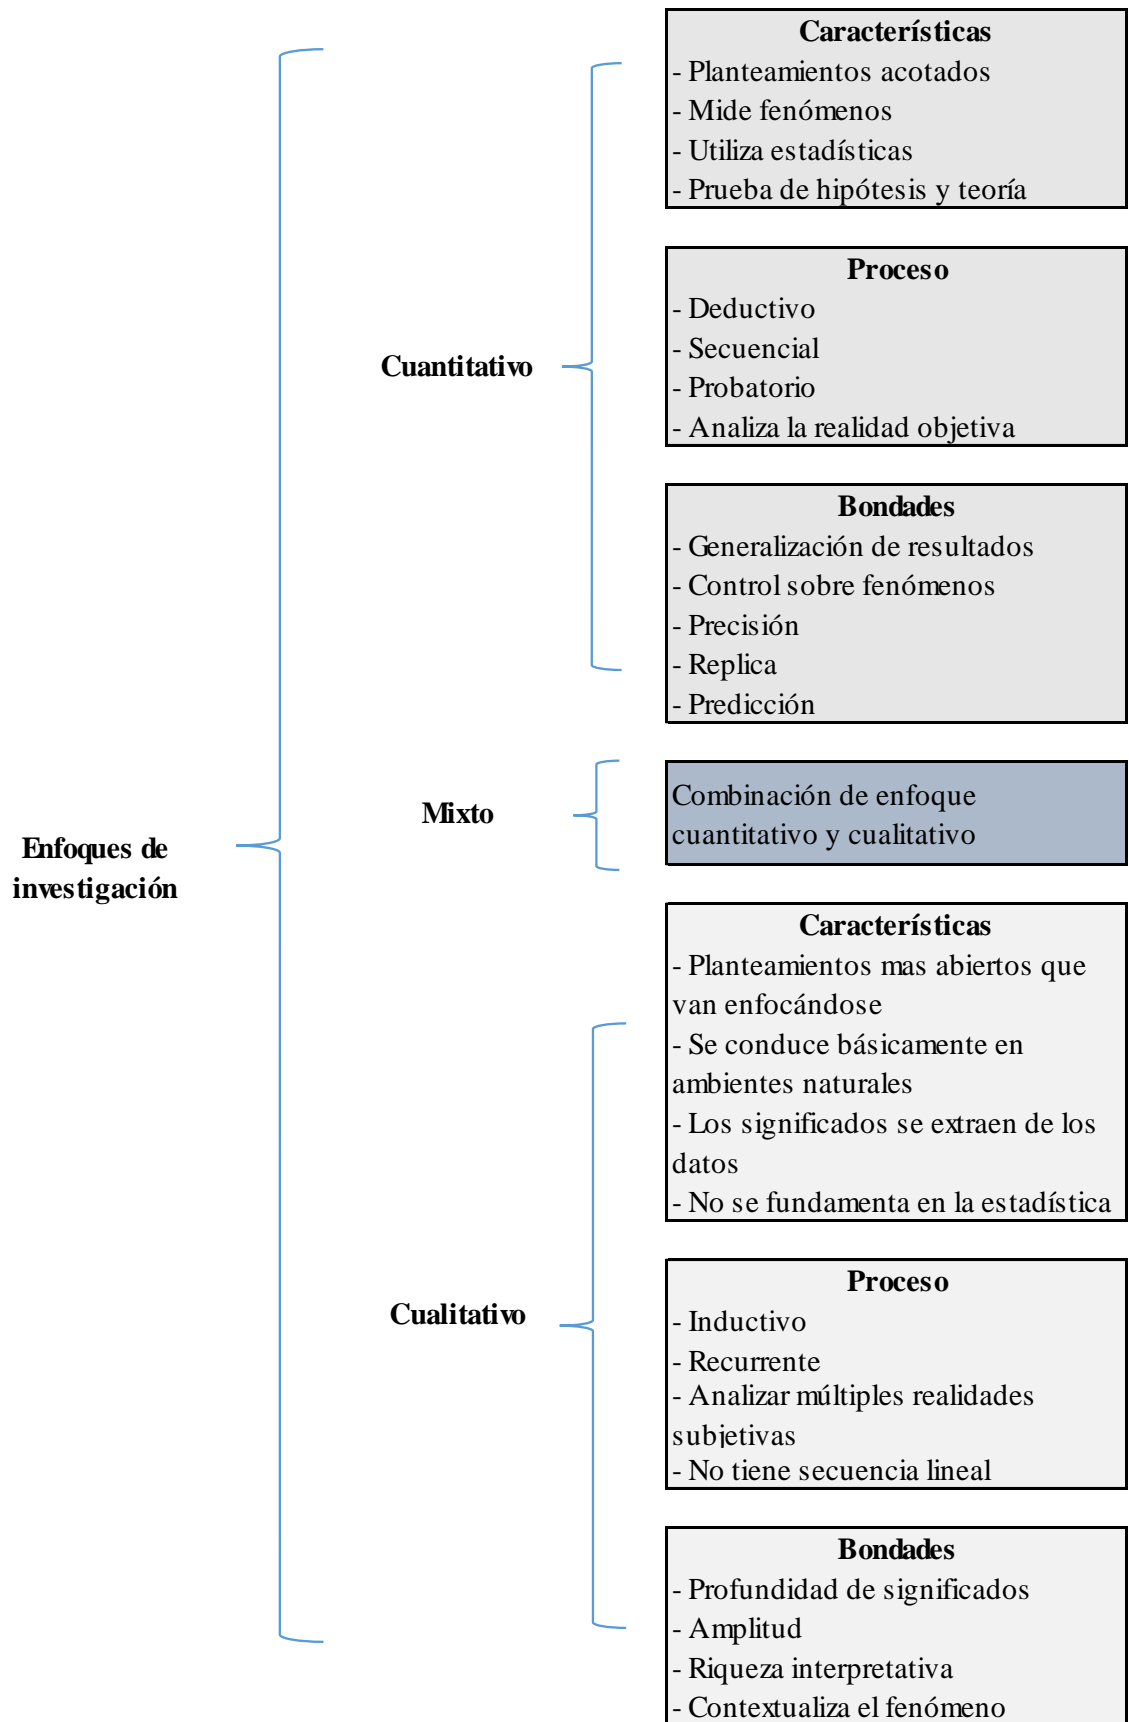 Enfoques de
investigación
Cuantitativo
Características
- Planteamientos acotados
- Mide fenómenos
- Utiliza estadísticas
- Prueba de hipótesis y teoría
Proceso
- Deductivo
- Secuencial
- Probatorio
- Analiza la realidad objetiva
Bondades
- Generalización de resultados
- Control sobre fenómenos
- Precisión
- Replica
- Predicción
Mixto
Combinación de enfoque
cuantitativo y cualitativo
Cualitativo
Características
- Planteamientos mas abiertos que
van enfocándose
- Se conduce básicamente en
ambientes naturales
- Los significados se extraen de los
datos
- No se fundamenta en la estadística
Proceso
- Inductivo
- Recurrente
- Analizar múltiples realidades
subjetivas
- No tiene secuencia lineal
Bondades
- Profundidad de significados
- Amplitud
- Riqueza interpretativa
- Contextualiza el fenómeno